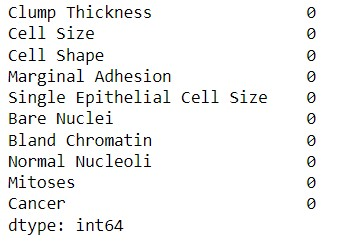 Clump Thickness 0
Cell Size 0
Cell Shape 0
Marginal Adhesion 0
Single Epithelial Cell Size 0
Bare Nuclei 0
Bland Chromatin 0
Normal Nucleoli 0
Mitoses 0
Cancer 0
dtype: int64